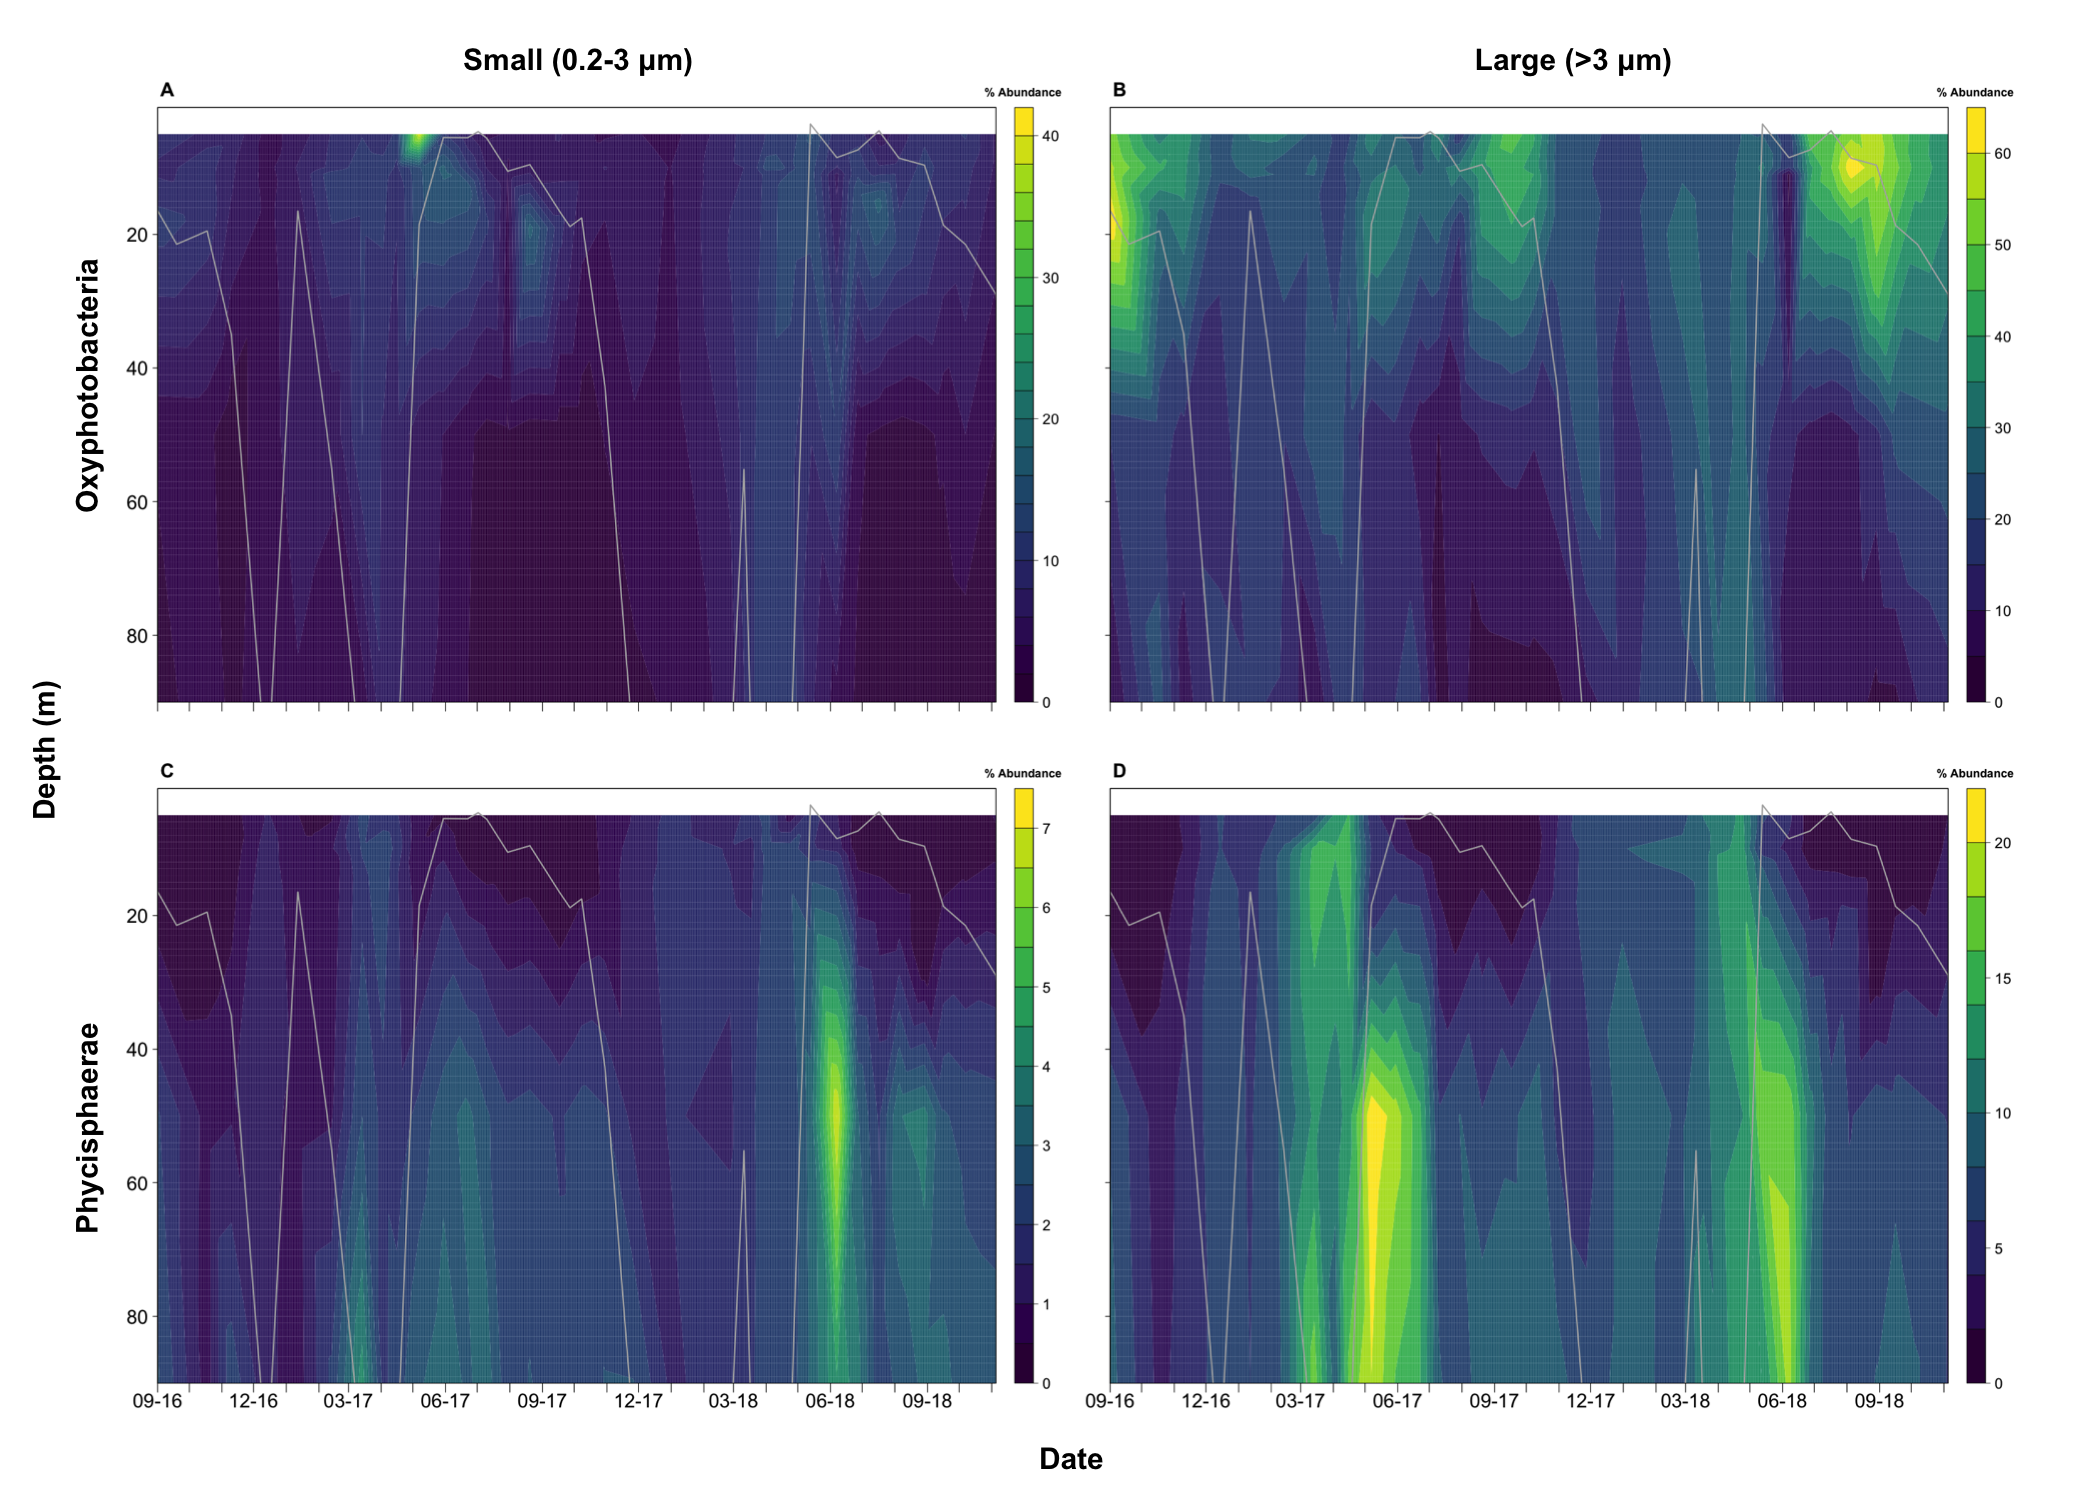 Small (0.2-3 µm)
Large (>3 µm)
A
% Abundance
B
% Abundance
Oxyphotobacteria
20
40
60
80
40
30
20
10
0
60
50
40
30
20
10
0
Depth (m)
C
% Abundance
D
% Abundance
Phycisphaerae
20
40
60
80
7
6
5
4
3
2
1
0
20
15
10
5
0
09-16 12-16 03-17 06-17 09-17 12-17 03-18 06-18 09-18
09-16 12-16 03-17 06-17 09-17 12-17 03-18 06-18 09-18
Date